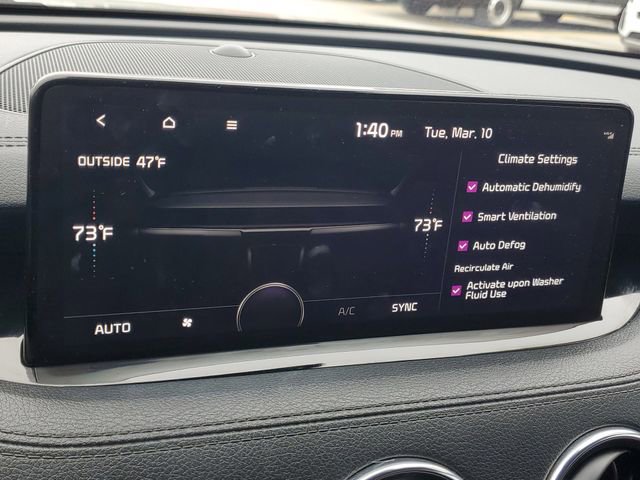 1:40 PM Tue, Mar. 10
OUTSIDE 47°F
Climate Settings
Automatic Dehumidify
Smart Ventilation
73°F
73°F
Auto Defog
Recirculate Air
Activate upon Washer
Fluid Use
AUTO
A/C
SYNC